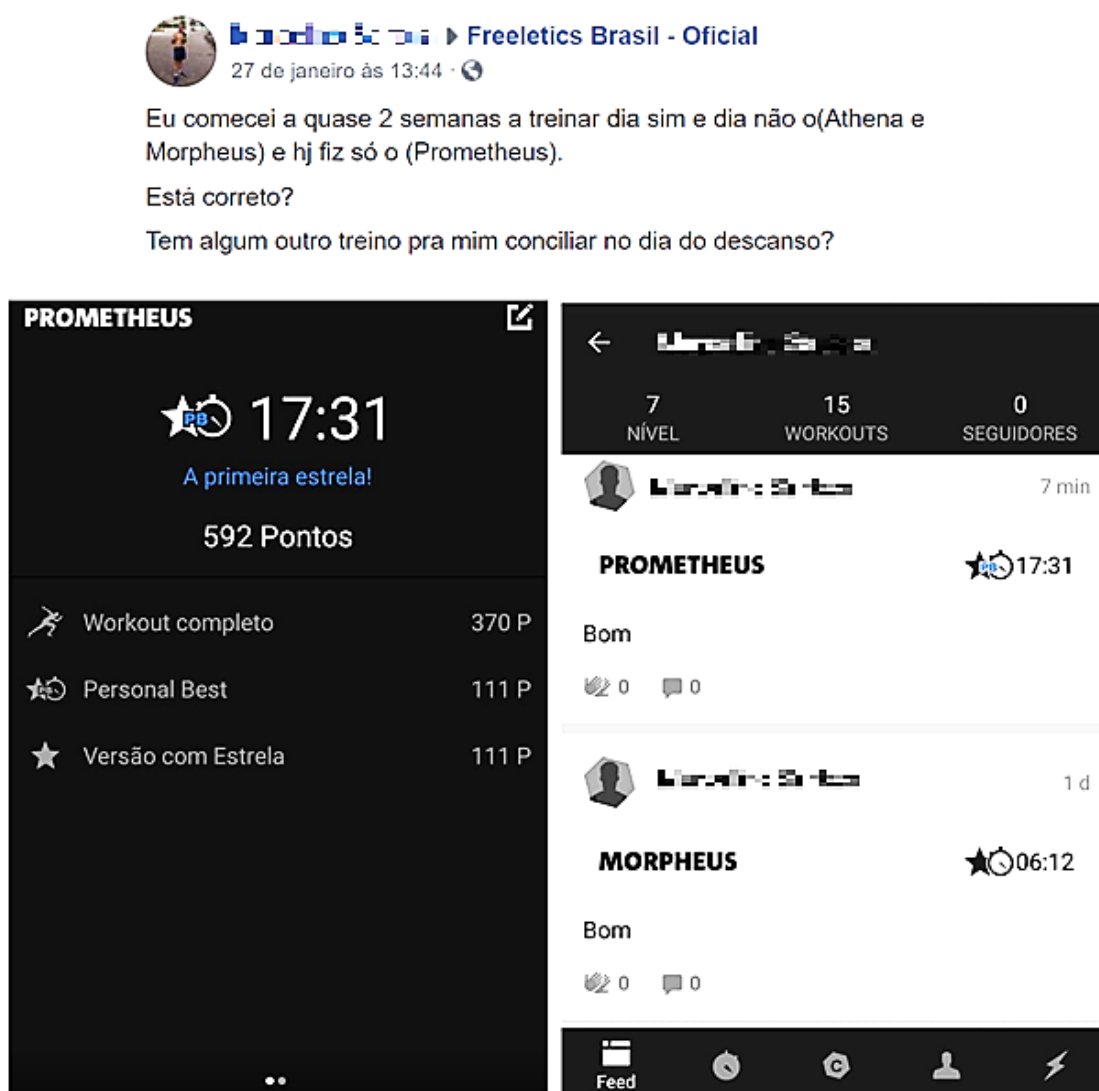 Freeletics Brasil - Oficial
27 de janeiro às 13:44
Eu comecei a quase 2 semanas a treinar dia sim e dia não o(Athena e
Morpheus) e hj fiz só o (Prometheus).
Está correto?
Tem algum outro treino pra mim conciliar no dia do descanso?
PROMETHEUS
PB 17:31
A primeira estrela!
592 Pontos
Workout completo 370 P
PB Personal Best 111 P
Versão com Estrela 111 P
7 15 0
NÍVEL WORKOUTS SEGUIDORES
7 min
PROMETHEUS PB 17:31
Bom
0 0
1 d
MORPHEUS 06:12
Bom
0 0
C
Feed